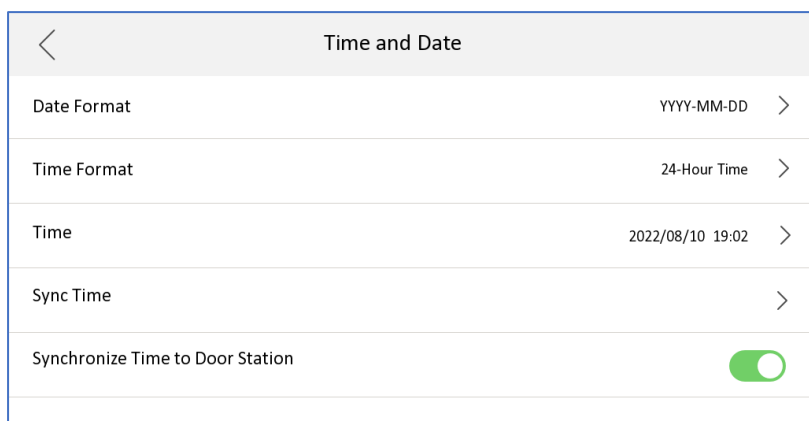 Time and Date
Date Format YYYY-MM-DD
Time Format 24-Hour Time
Time 2022/08/10 19:02
Sync Time
Synchronize Time to Door Station